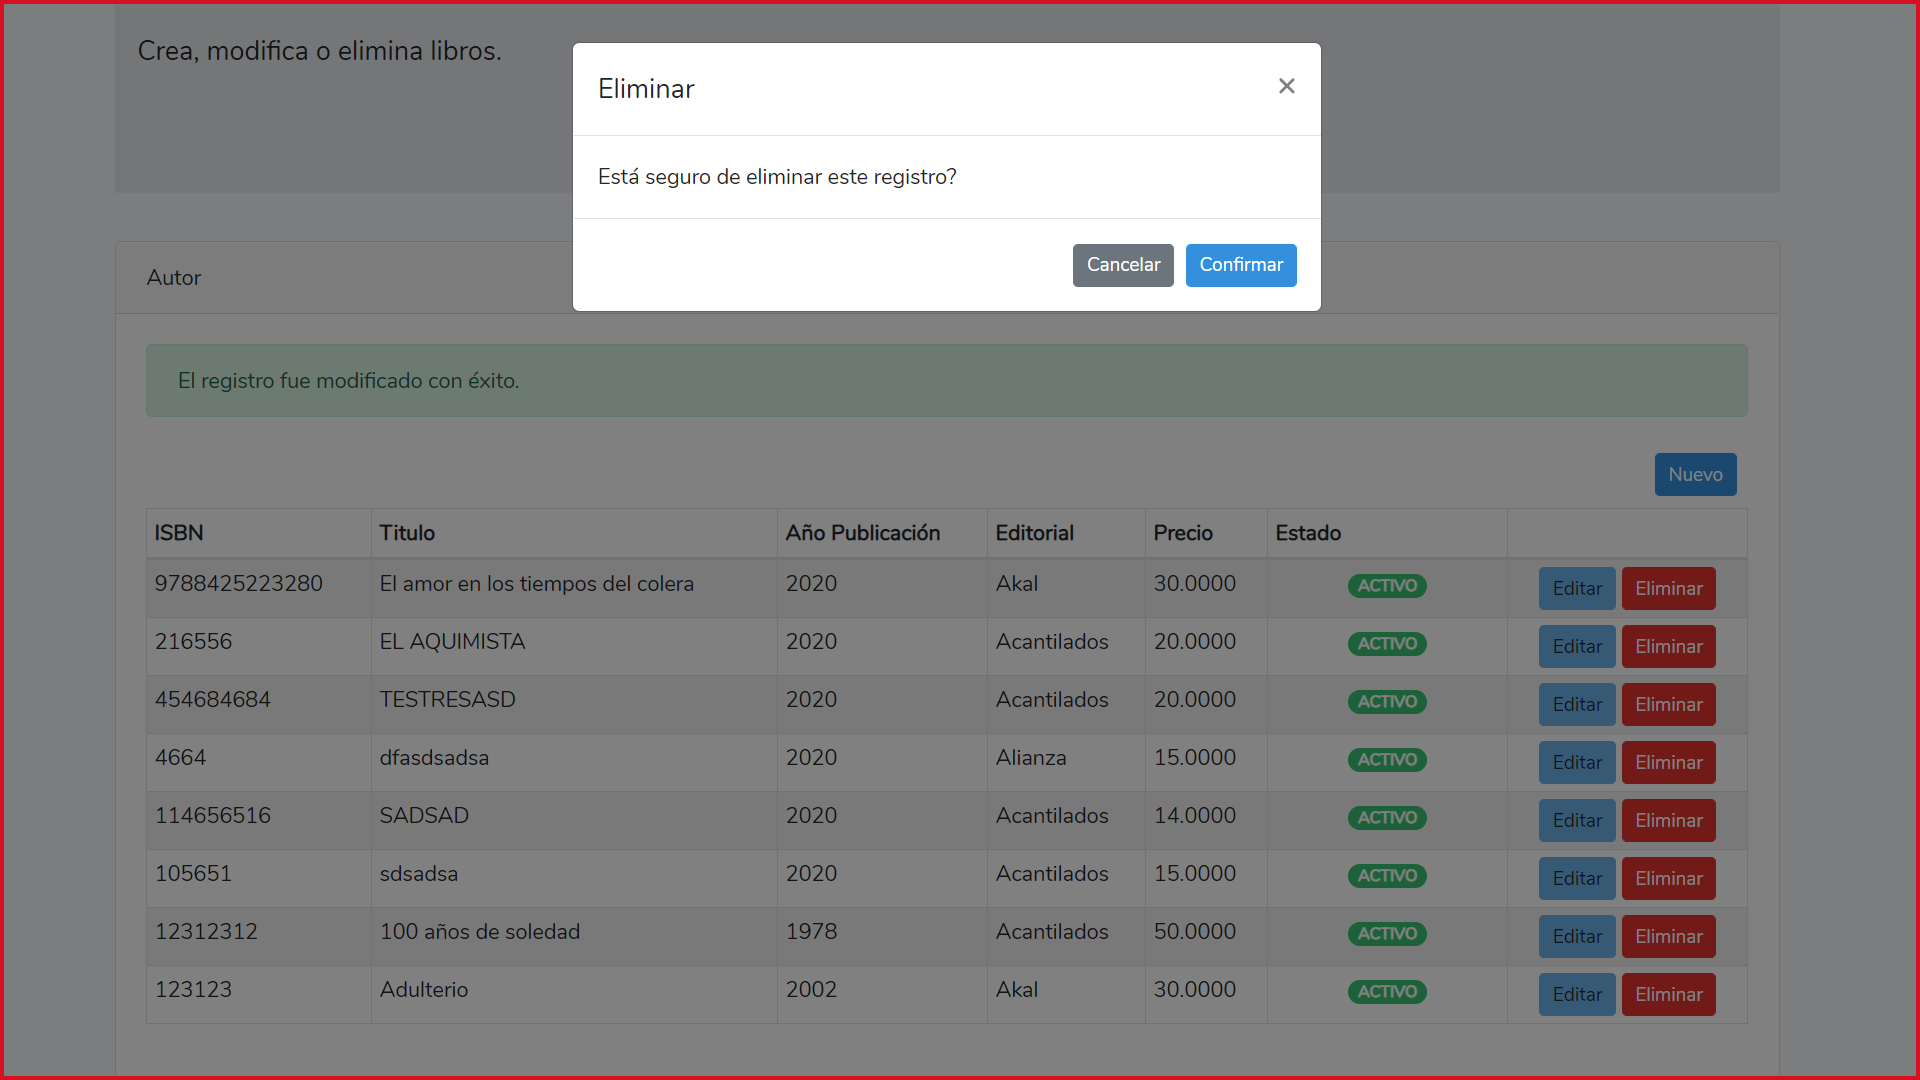 Crea, modifica o elimina libros.
Eliminar ×
Está seguro de eliminar este registro?
Cancelar Confirmar
Autor
El registro fue modificado con éxito.
Nuevo
ISBN Titulo Año Publicación Editorial Precio Estado
9788425223280 El amor en los tiempos del colera 2020 Akal 30.0000 ACTIVO Editar Eliminar
216556 EL AQUIMISTA 2020 Acantilados 20.0000 ACTIVO Editar Eliminar
454684684 TESTRESASD 2020 Acantilados 20.0000 ACTIVO Editar Eliminar
4664 dfasdsadsa 2020 Alianza 15.0000 ACTIVO Editar Eliminar
114656516 SADSAD 2020 Acantilados 14.0000 ACTIVO Editar Eliminar
105651 sdsadsa 2020 Acantilados 15.0000 ACTIVO Editar Eliminar
12312312 100 años de soledad 1978 Acantilados 50.0000 ACTIVO Editar Eliminar
123123 Adulterio 2002 Akal 30.0000 ACTIVO Editar Eliminar